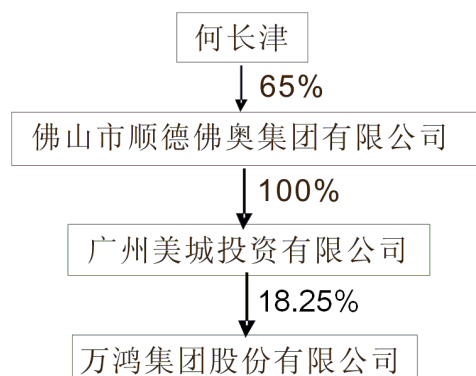 何长津
65%
佛山市顺德佛奥集团有限公司
100%
广州美城投资有限公司
18.25%
万鸿集团股份有限公司